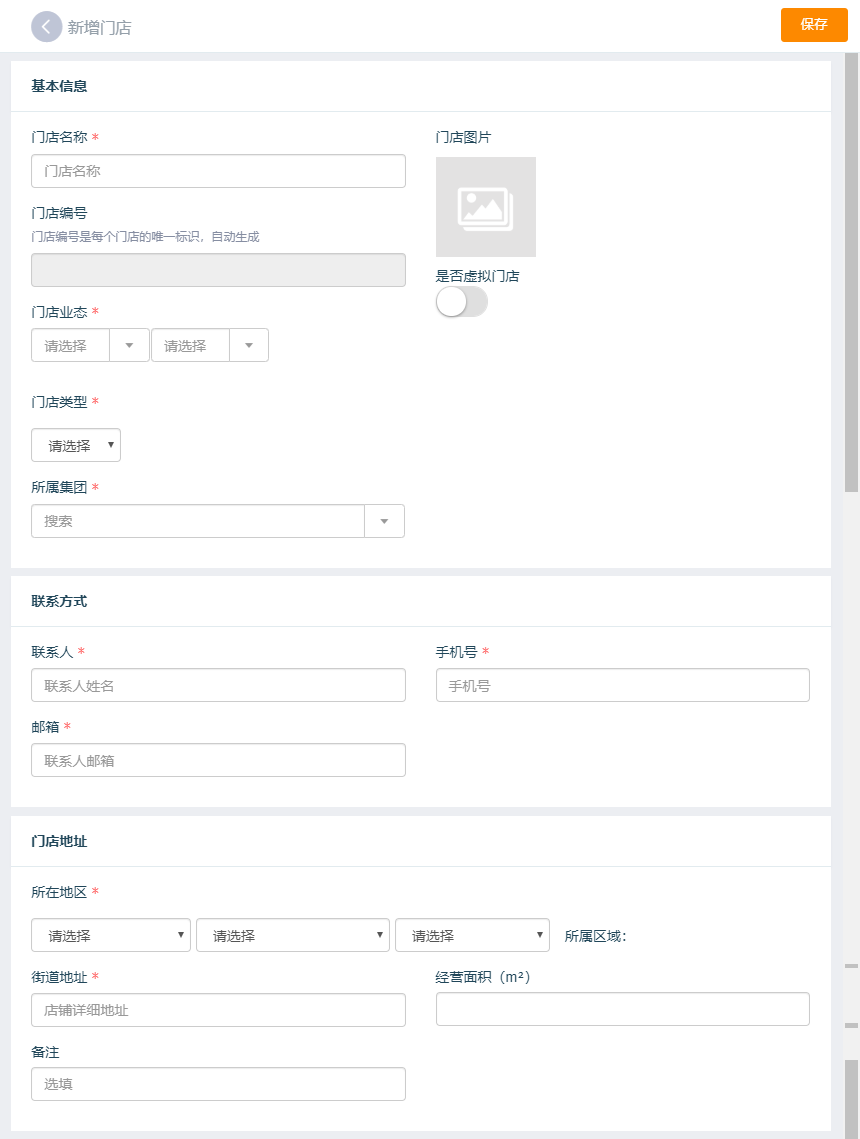 新增门店
保存
基本信息
门店名称 *
门店名称
门店图片
门店编号
门店编号是每个门店的唯一标识，自动生成
是否虚拟门店
门店业态 *
请选择 请选择
门店类型 *
请选择
所属集团 *
搜索
联系方式
联系人 *
联系人姓名
手机号 *
手机号
邮箱 *
联系人邮箱
门店地址
所在地区 *
请选择 请选择 请选择 所属区域：
街道地址 *
店铺详细地址
经营面积（m²）
备注
选填